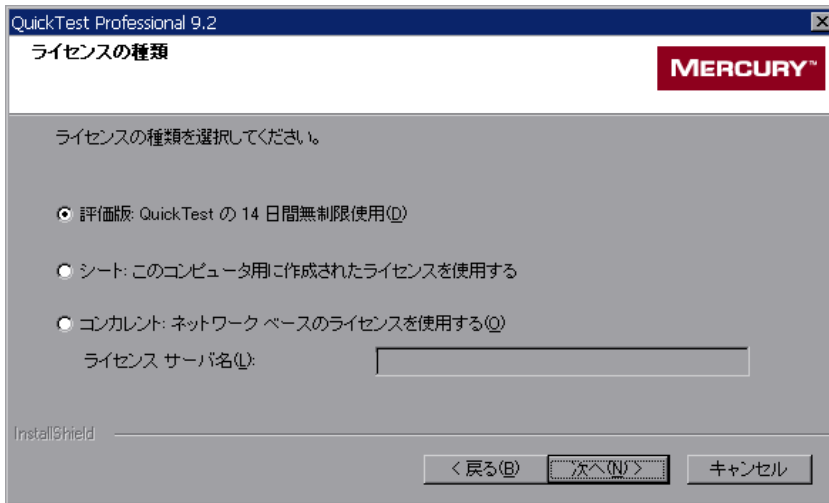 QuickTest Professional 9.2
ライセンスの種類
MERCURY™
ライセンスの種類を選択してください。
評価版: QuickTest の 14 日間無制限使用(D)
シート: このコンピュータ用に作成されたライセンスを使用する
コンカレント: ネットワーク ベースのライセンスを使用する(O)
ライセンス サーバ名(L):
InstallShield
< 戻る(B)
次へ(N) >
キャンセル